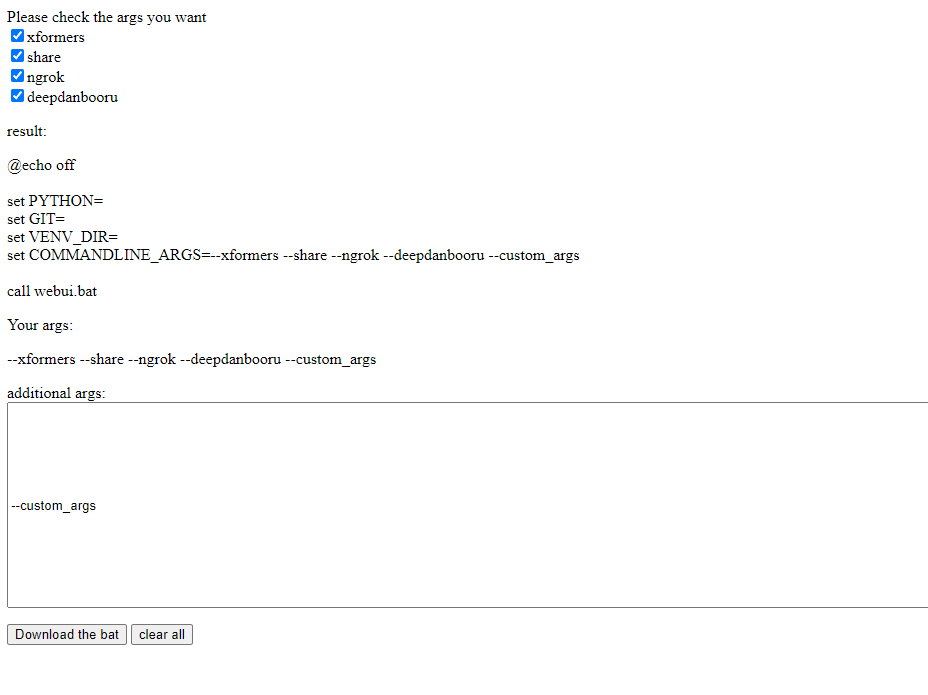 Please check the args you want
xformers
share
ngrok
deepdanbooru
result:
@echo off
set PYTHON=
set GIT=
set VENV_DIR=
set COMMANDLINE_ARGS=--xformers --share --ngrok --deepdanbooru --custom_args
call webui.bat
Your args:
--xformers --share --ngrok --deepdanbooru --custom_args
additional args:
--custom_args
Download the bat clear all